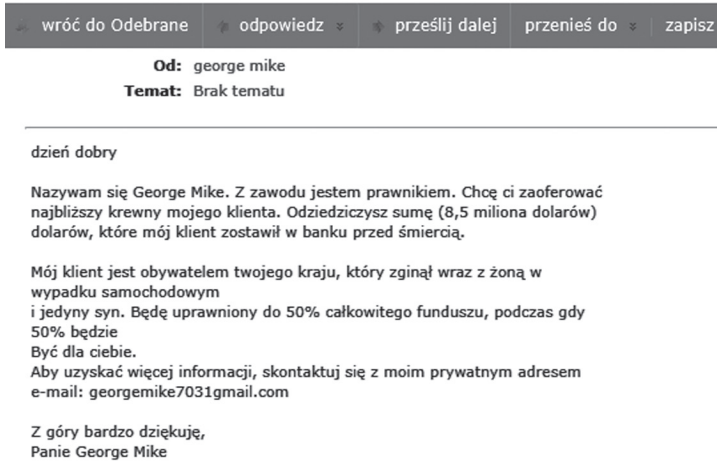 wróć do Odebrane odpowiedz prześlij dalej przenieś do zapisz
Od: george mike
Temat: Brak tematu
dzień dobry
Nazywam się George Mike. Z zawodu jestem prawnikiem. Chcę ci zaoferować
najbliższy krewny mojego klienta. Odziedziczysz sumę (8,5 miliona dolarów)
dolarów, które mój klient zostawił w banku przed śmiercią.
Mój klient jest obywatelem twojego kraju, który zginął wraz z żoną w
wypadku samochodowym
i jedyny syn. Będę uprawniony do 50% całkowitego funduszu, podczas gdy
50% będzie
Być dla ciebie.
Aby uzyskać więcej informacji, skontaktuj się z moim prywatnym adresem
e-mail: georgemike7031gmail.com
Z góry bardzo dziękuję,
Panie George Mike